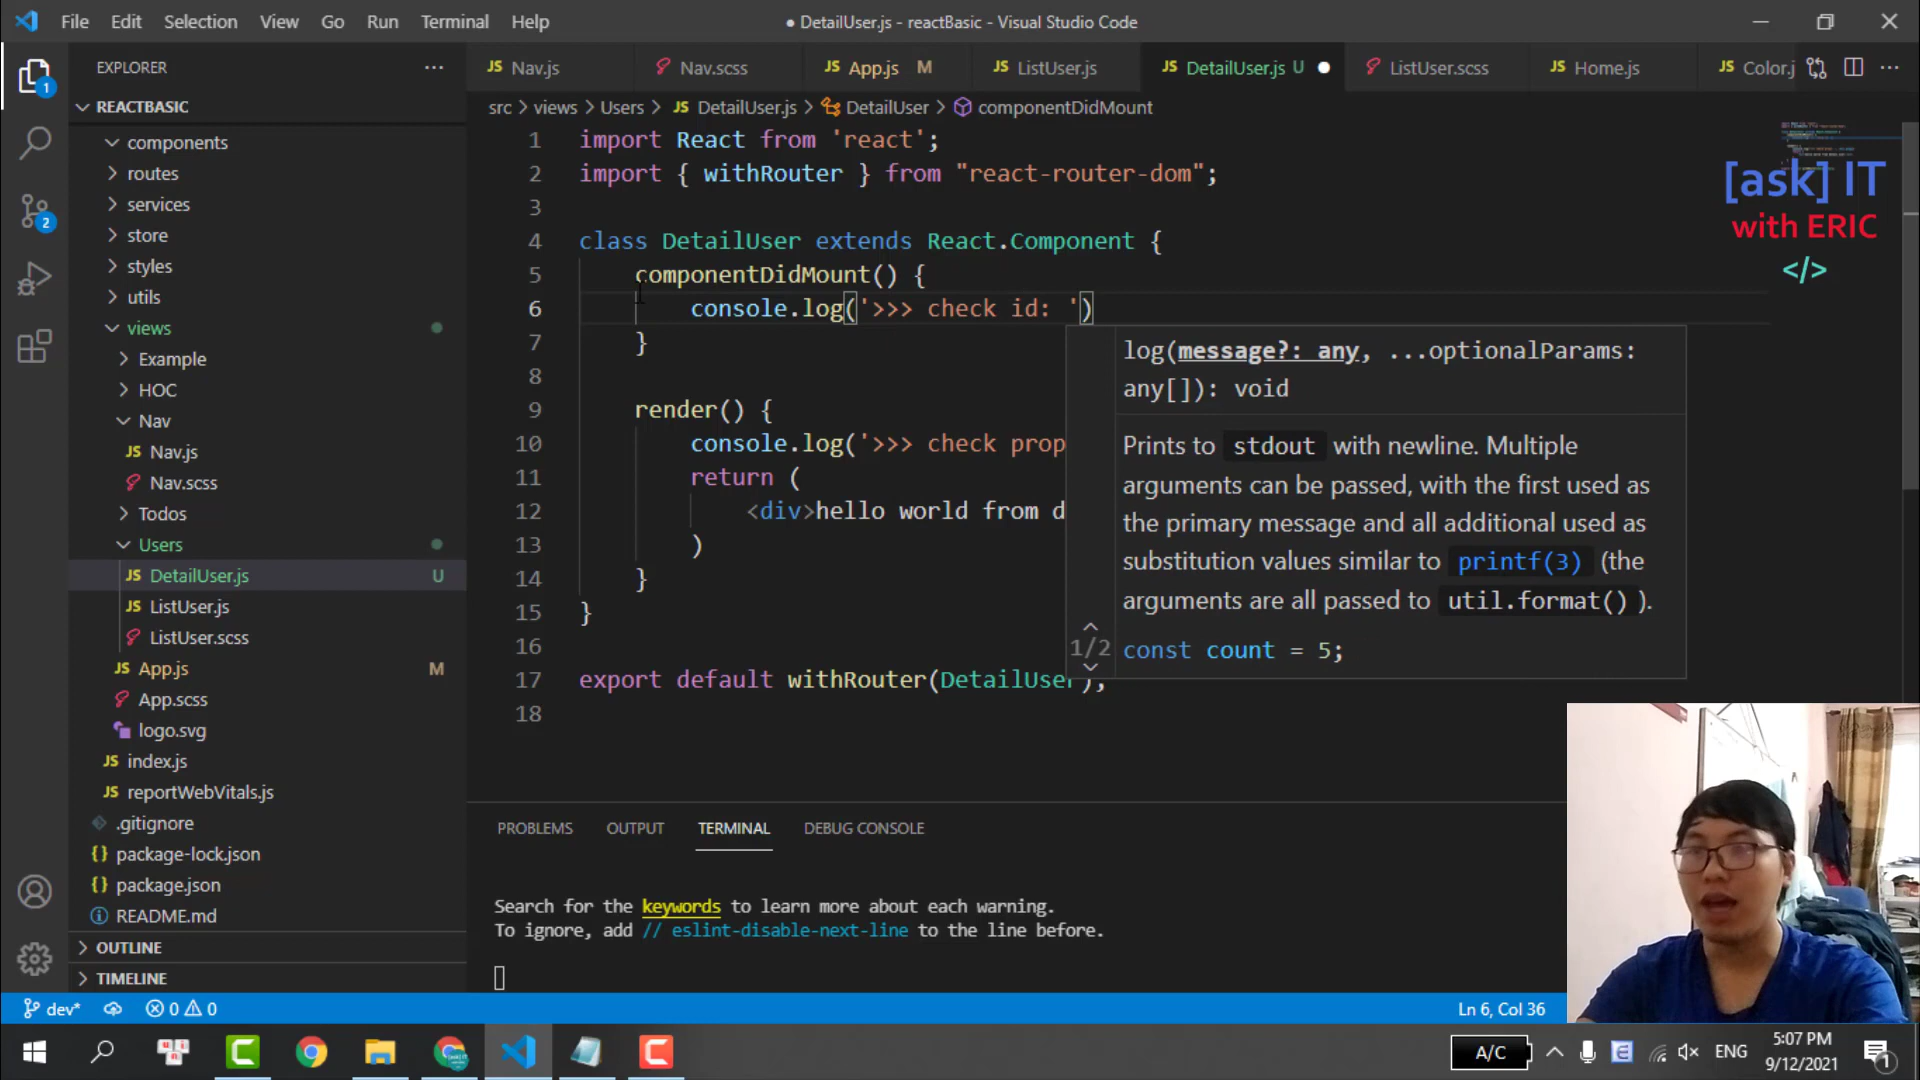 File Edit Selection View Go Run Terminal Help
● DetailUser.js - reactBasic - Visual Studio Code
EXPLORER
REACTBASIC
components
routes
services
store
styles
utils
views
Example
HOC
Nav
JS Nav.js
Nav.scss
Todos
Users
JS DetailUser.js U
JS ListUser.js
ListUser.scss
JS App.js M
App.scss
logo.svg
JS index.js
JS reportWebVitals.js
.gitignore
{} package-lock.json
{} package.json
README.md
OUTLINE
TIMELINE
1
2
JS Nav.js
Nav.scss
JS App.js M
JS ListUser.js
JS DetailUser.js U ●
ListUser.scss
JS Home.js
JS Color.j
src > views > Users > JS DetailUser.js > DetailUser > componentDidMount
1 import React from 'react';
2 import { withRouter } from "react-router-dom";
3
4 class DetailUser extends React.Component {
5 componentDidMount() {
6 console.log('>>> check id: ')
7 }
8
9 render() {
10 console.log('>>> check prop
11 return (
12 <div>hello world from d
13 )
14 }
15 }
16
17 export default withRouter(DetailUser);
18
log(message?: any, ...optionalParams:
any[]): void
Prints to stdout with newline. Multiple
arguments can be passed, with the first used as
the primary message and all additional used as
substitution values similar to printf(3) (the
arguments are all passed to util.format() ).
1/2
const count = 5;
[ask] IT
with ERIC
</>
PROBLEMS OUTPUT TERMINAL DEBUG CONSOLE
Search for the keywords to learn more about each warning.
To ignore, add // eslint-disable-next-line to the line before.
dev* 0 0
Ln 6, Col 36
A/C
ENG
5:07 PM
9/12/2021
1